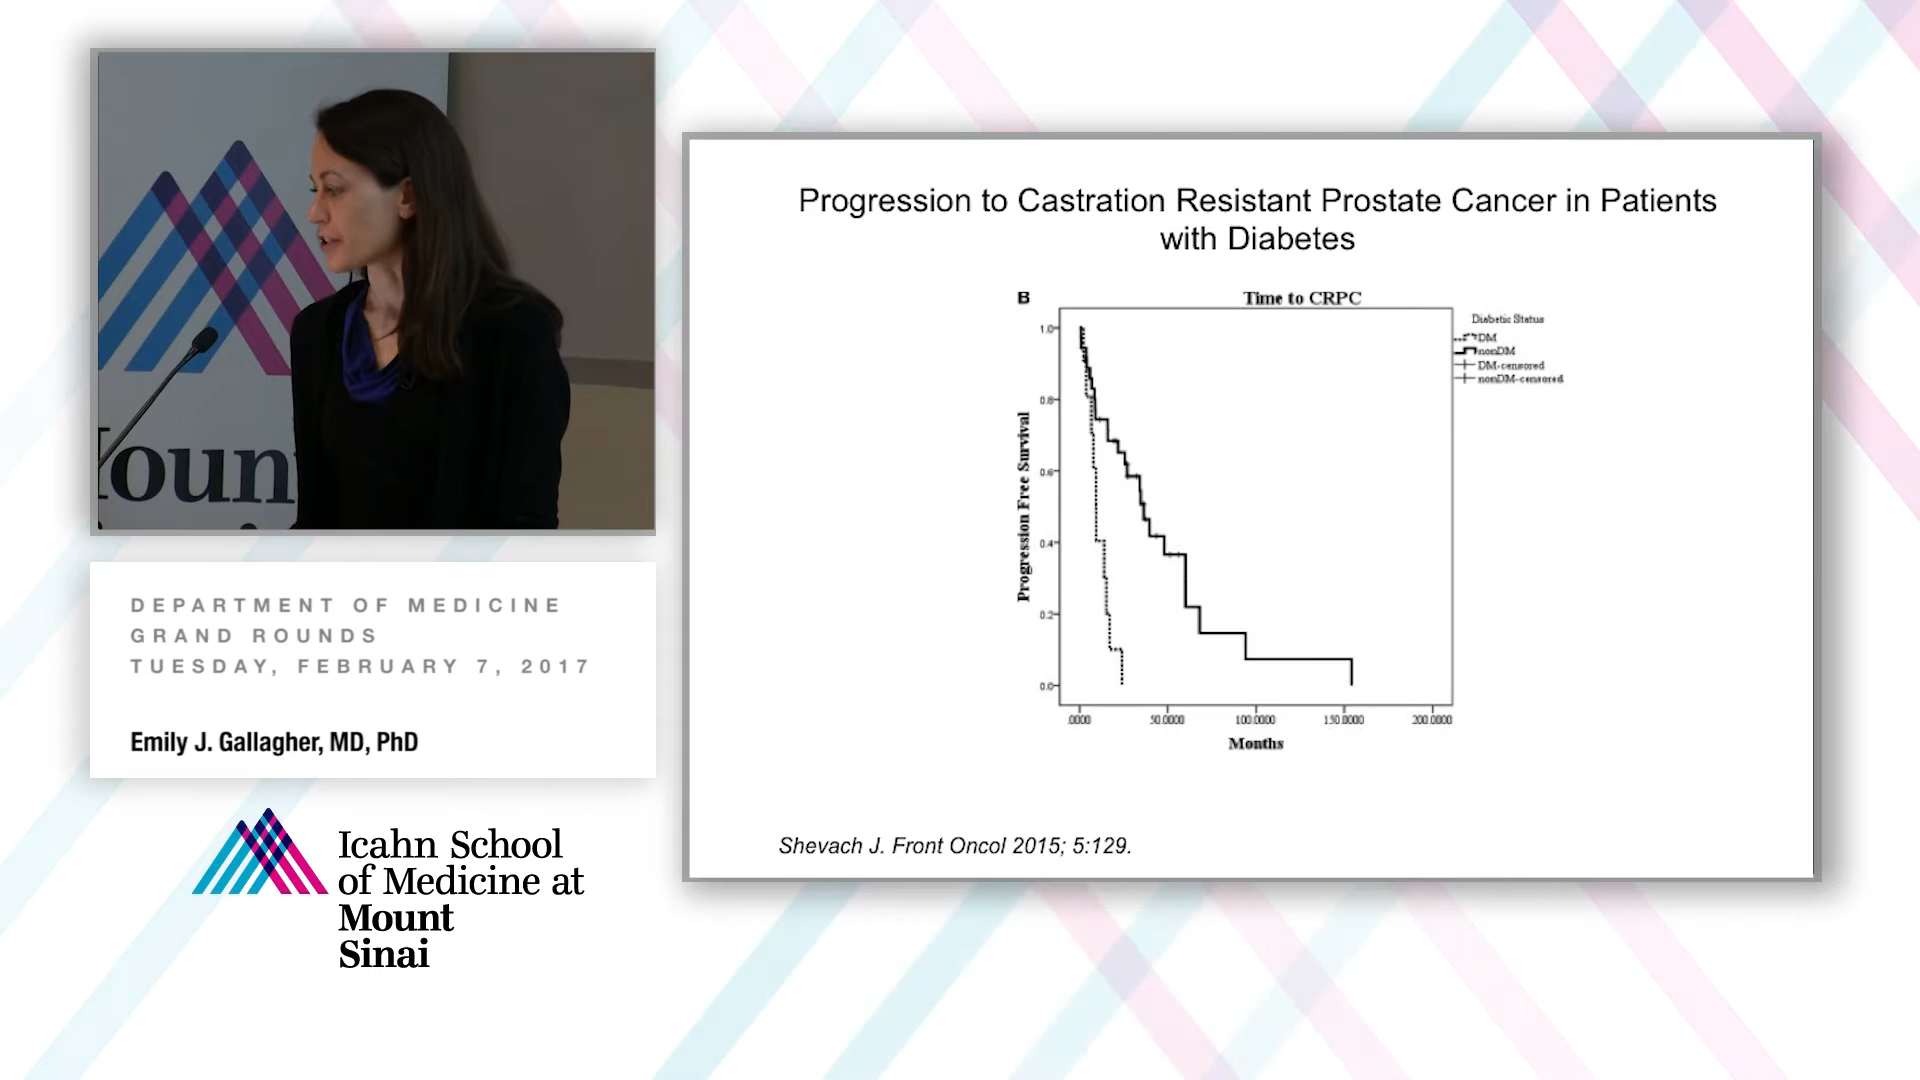 oun
DEPARTMENT OF MEDICINE
GRAND ROUNDS
TUESDAY, FEBRUARY 7, 2017
Emily J. Gallagher, MD, PhD
Icahn School
of Medicine at
Mount
Sinai
Progression to Castration Resistant Prostate Cancer in Patients
with Diabetes
B
Time to CRPC
Diabetic Status
DM
nonDM
DM-censored
nonDM-censored
Progression Free Survival
1.0
0.8
0.6
0.4
0.2
0.0
.0000 50.0000 100.0000 150.0000 200.0000
Months
Shevach J. Front Oncol 2015; 5:129.